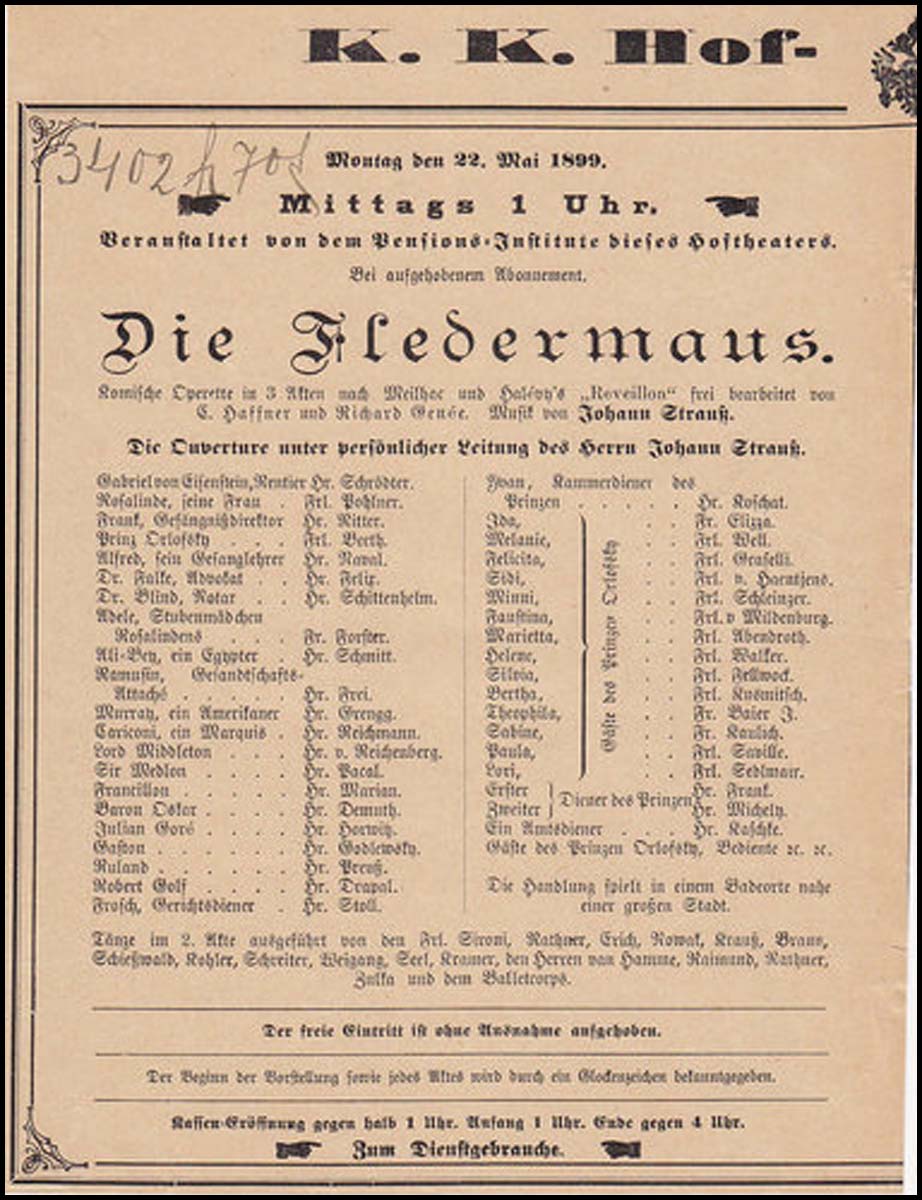 K. K. Hof-
3402 h 70
Montag den 22. Mai 1899.
Mittags 1 Uhr.
Veranstaltet von dem Pensions-Institute dieses Hoftheaters.
Bei aufgehobenem Abonnement.
Die Fledermaus.
Komische Operette in 3 Akten nach Meilhac und Halévy's „Reveillon“ frei bearbeitet von
C. Haffner und Richard Genée. Musik von Johann Strauß.
Die Ouverture unter persönlicher Leitung des Herrn Johann Strauß.
Gabriel von Eisenstein, Rentier Hr. Schrödter.
Rosalinde, seine Frau . Frl. Pohlner.
Frank, Gefängnißdirektor Hr. Ritter.
Prinz Orlofsky . . . Frl. Berth.
Alfred, sein Gesanglehrer Hr. Naval.
Dr. Falke, Advokat . . Hr. Felix.
Dr. Blind, Notar . . Hr. Schittenhelm.
Adele, Stubenmädchen
Rosalindens . . . Fr. Forster.
Ali-Bey, ein Egypter . Hr. Schmitt.
Ramusin, Gesandtschafts-
Attaché . . . . . Hr. Frei.
Murray, ein Amerikaner Hr. Grengg.
Cariconi, ein Marquis . Hr. Reichmann.
Lord Middleton . . . Hr. v. Reichenberg.
Sir Medlon . . . . Hr. Pacal.
Francillon . . . . . Hr. Marian.
Baron Oskar . . . . Hr. Demuth.
Julian Goré . . . . Hr. Horwitz.
Gaston . . . . . . Hr. Godlewsky.
Ruland . . . . . . Hr. Preuß.
Robert Golf . . . . Hr. Drapal.
Frosch, Gerichtsdiener . Hr. Stoll.
Yvan, Kammerdiener des
Prinzen . . . . . Hr. Koschat.
Ida, . . Fr. Elizza.
Melanie, . . Frl. Well.
Felicita, . . Frl. Graselli.
Sidi, . . Frl. v. Haentjens.
Minni, . . Frl. Schleinzer.
Faustina, . . Frl. v Mildenburg.
Marietta, . . Frl. Abendroth.
Helene, . . Frl. Walker.
Silvia, . . Frl. Fellwock.
Bertha, . . Frl. Kusmitsch.
Theophila, . . Fr. Baier J.
Sabine, . . Fr. Kaulich.
Paula, . . Frl. Saville.
Lori, . . Frl. Sedlmair.
Gäste des Prinzen Orlofsky
Erster Hr. Frank.
Diener des Prinzen
Zweiter Hr. Michely.
Ein Amtsdiener . . . Hr. Kaschke.
Gäste des Prinzen Orlofsky, Bediente ꝛc. ꝛc.
Die Handlung spielt in einem Badeorte nahe
einer großen Stadt.
Tänze im 2. Akte ausgeführt von den Frl. Sironi, Rathner, Erich, Nowak, Krauß, Braun,
Schießwald, Kohler, Schreiter, Weigang, Seel, Kramer, den Herren van Hamme, Raimund, Rathner,
Zulka und dem Balletcorps.
Der freie Eintritt ist ohne Ausnahme aufgehoben.
Der Beginn der Vorstellung sowie jedes Aktes wird durch ein Glockenzeichen bekanntgegeben.
Kassen-Eröffnung gegen halb 1 Uhr. Anfang 1 Uhr. Ende gegen 4 Uhr.
Zum Dienstgebrauche.